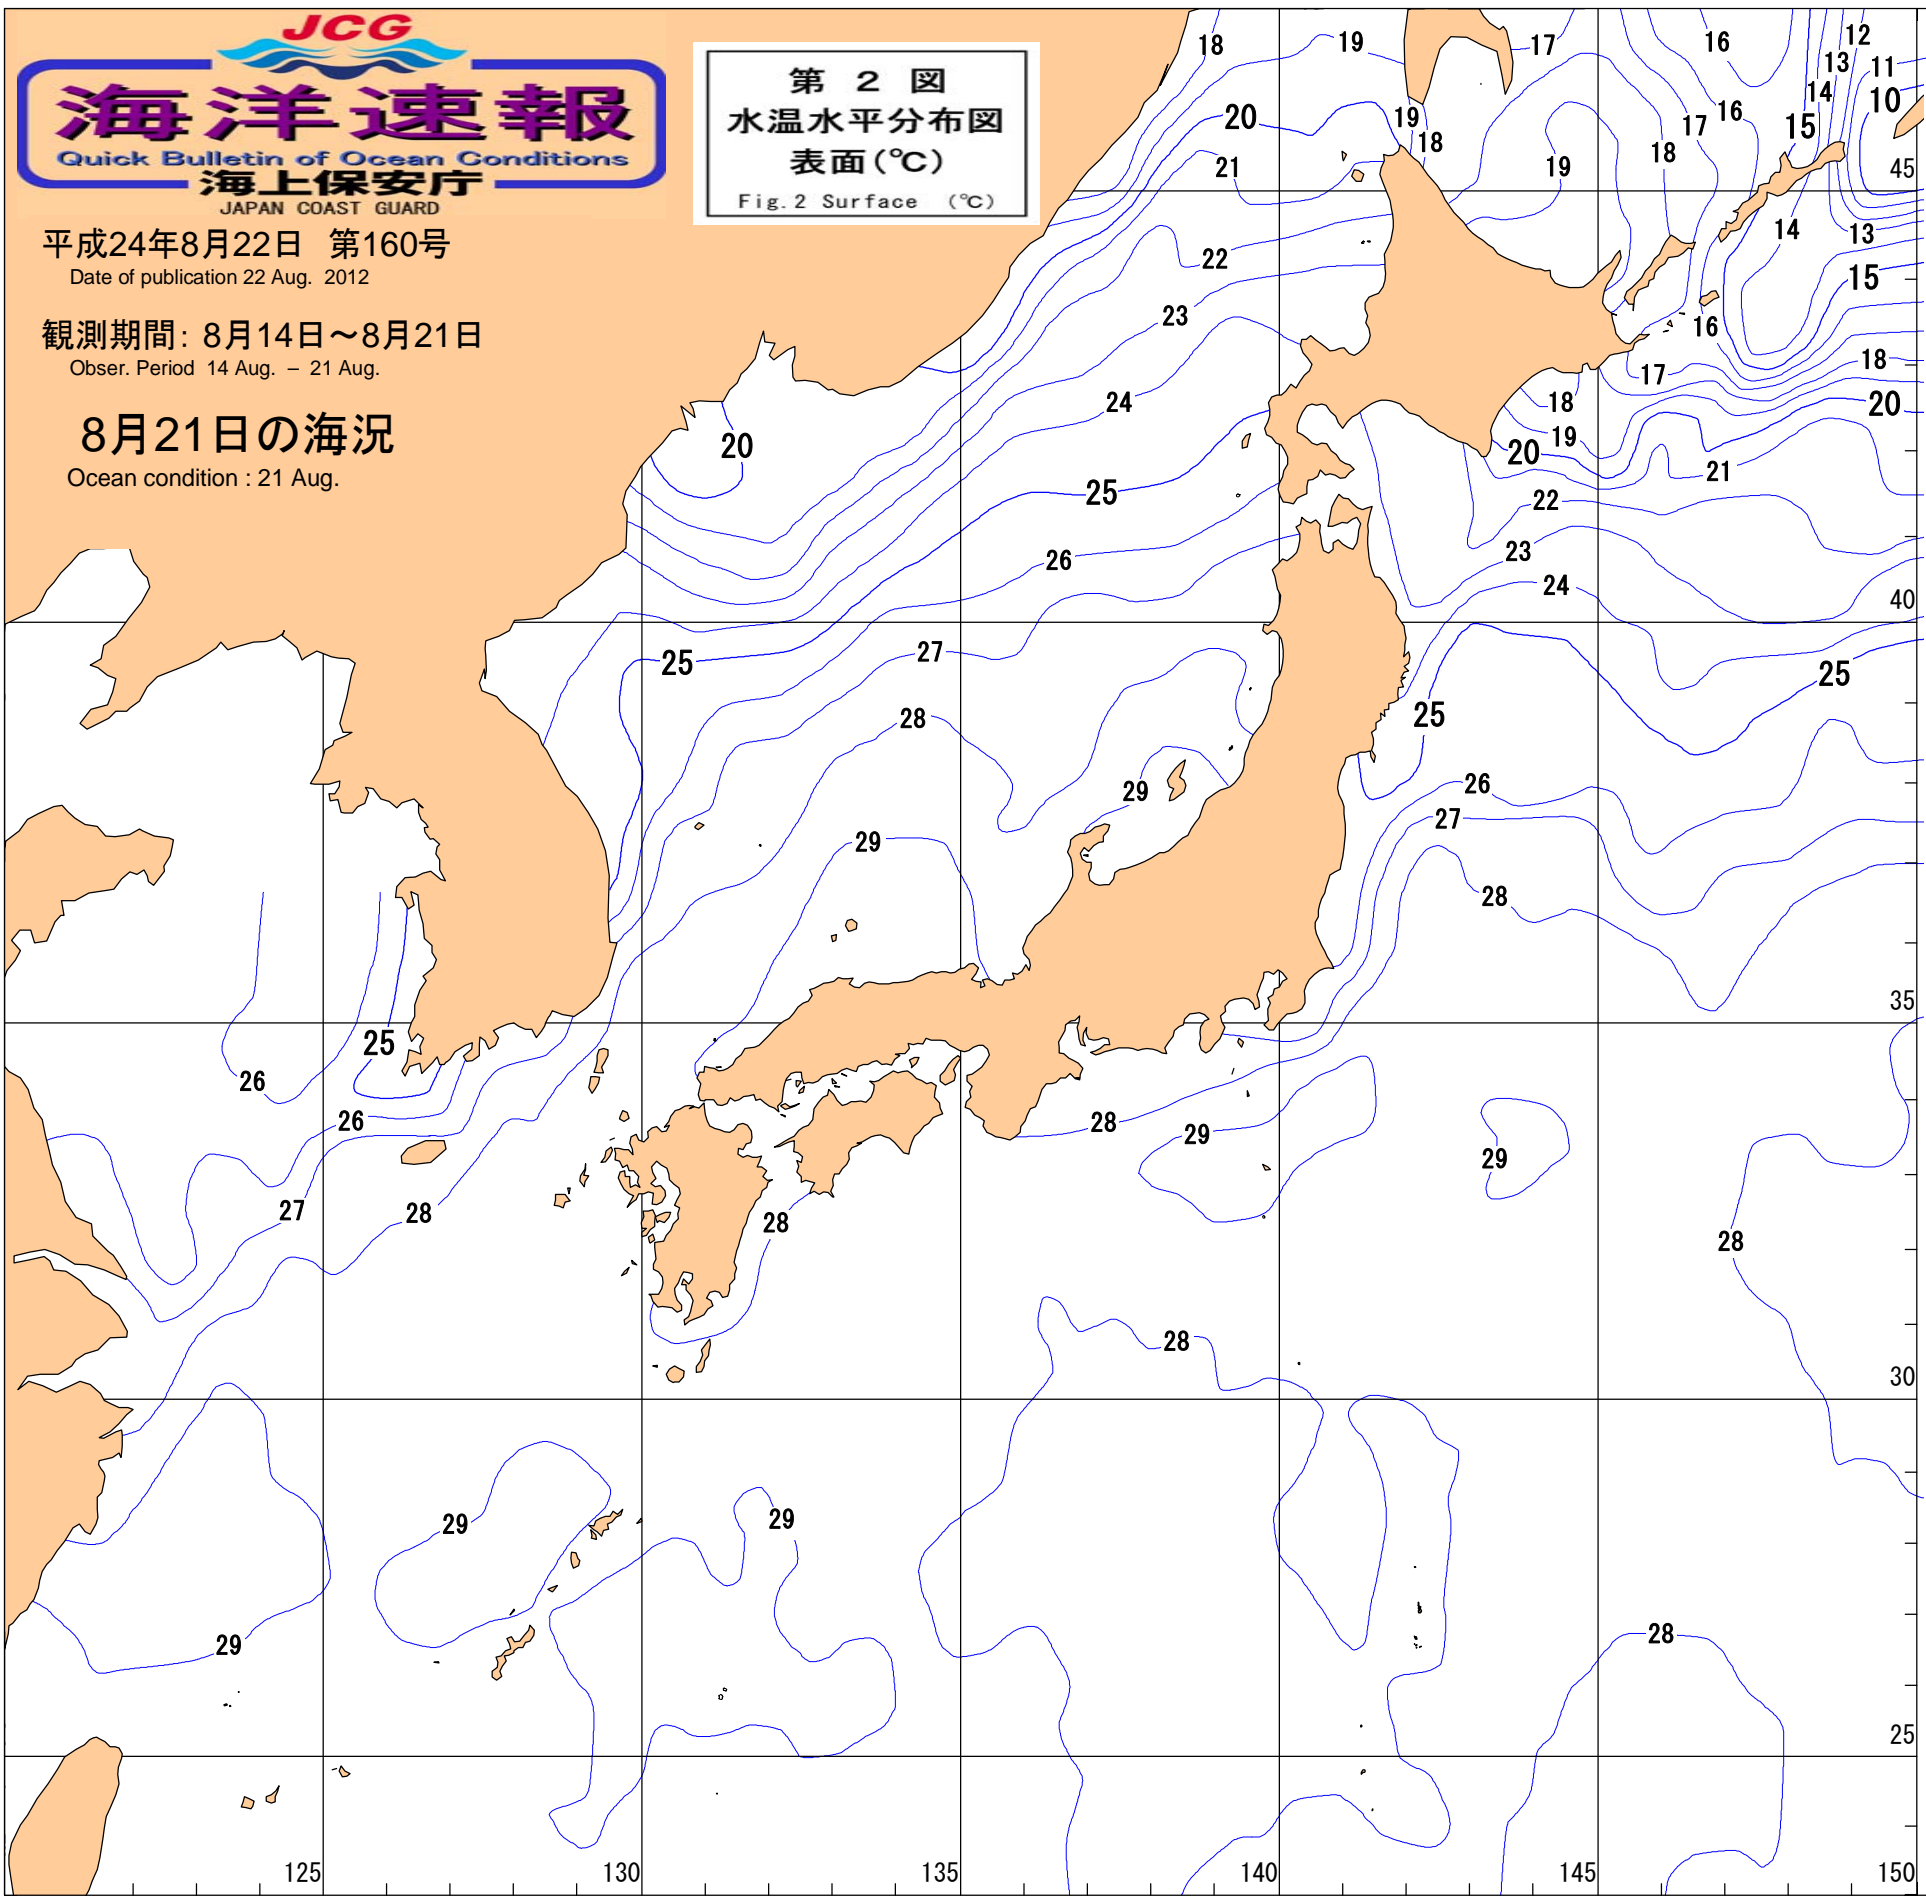 JCG
海洋速報
Quick Bulletin of Ocean Conditions
海上保安庁
JAPAN COAST GUARD
平成24年8月22日 第160号
Date of publication 22 Aug. 2012
観測期間: 8月14日～8月21日
Obser. Period 14 Aug. – 21 Aug.
8月21日の海況
Ocean condition : 21 Aug.
第 2 図
水温水平分布図
表面(℃)
Fig.2 Surface (℃)
18 19 17 16 12
13 11
14 10
20 19 18 17 16 15
21 19 18 45
22 14 13
23 15
16
24 17 18
18 20
20 19
20
25 22 21
26 23
24 40
25 27
25
28 25
29 26
27
29
28
35
25
26
26 28
29 29
27 28 28 28
28
30
29 29
29 28
25
125 130 135 140 145 150